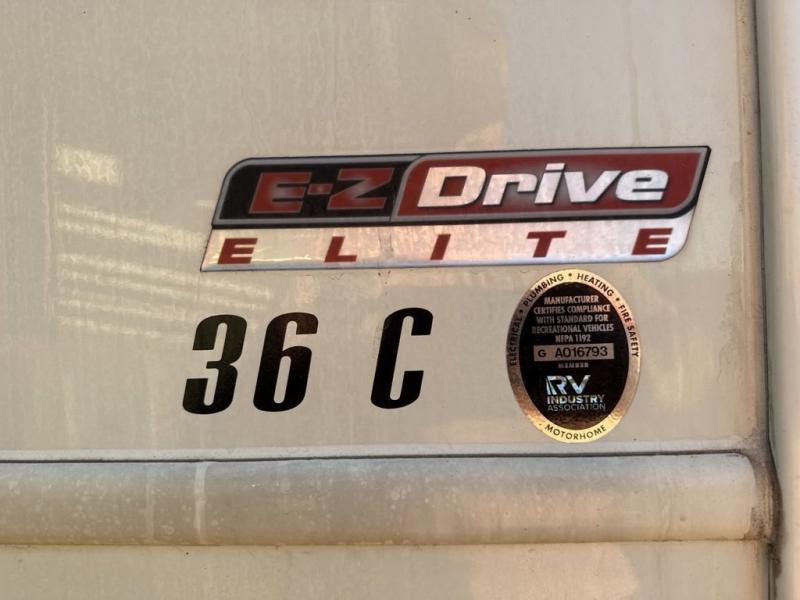 E-Z Drive
ELITE
36 C
ELECTRICAL • PLUMBING • HEATING • FIRE SAFETY
MANUFACTURER
CERTIFIES COMPLIANCE
WITH STANDARD FOR
RECREATIONAL VEHICLES
NFPA 1192
G A016793
MEMBER
RV
INDUSTRY
ASSOCIATION
MOTORHOME